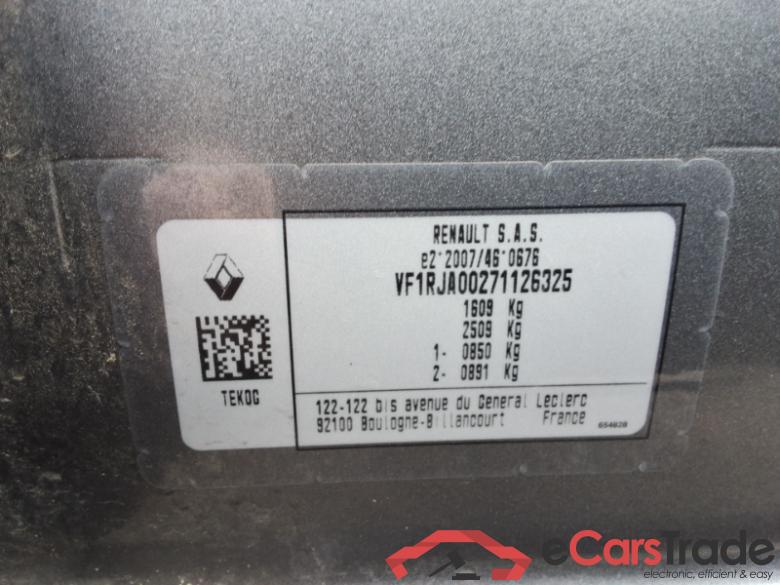 RENAULT S.A.S.
e2*2007/46*0676
VF1RJA00271126325
1609 Kg
2509 Kg
1- 0850 Kg
2- 0891 Kg
TEKOG
122-122 bis avenue du General Leclerc
92100 Boulogne-Billancourt France
654828
eCarsTrade
electronic, efficient & easy